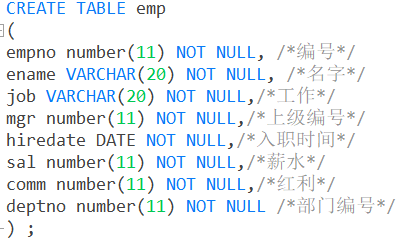 CREATE TABLE emp
(
empno number(11) NOT NULL, /*编号*/
ename VARCHAR(20) NOT NULL, /*名字*/
job VARCHAR(20) NOT NULL,/*工作*/
mgr number(11) NOT NULL,/*上级编号*/
hiredate DATE NOT NULL,/*入职时间*/
sal number(11) NOT NULL,/*薪水*/
comm number(11) NOT NULL,/*红利*/
deptno number(11) NOT NULL /*部门编号*/
) ;